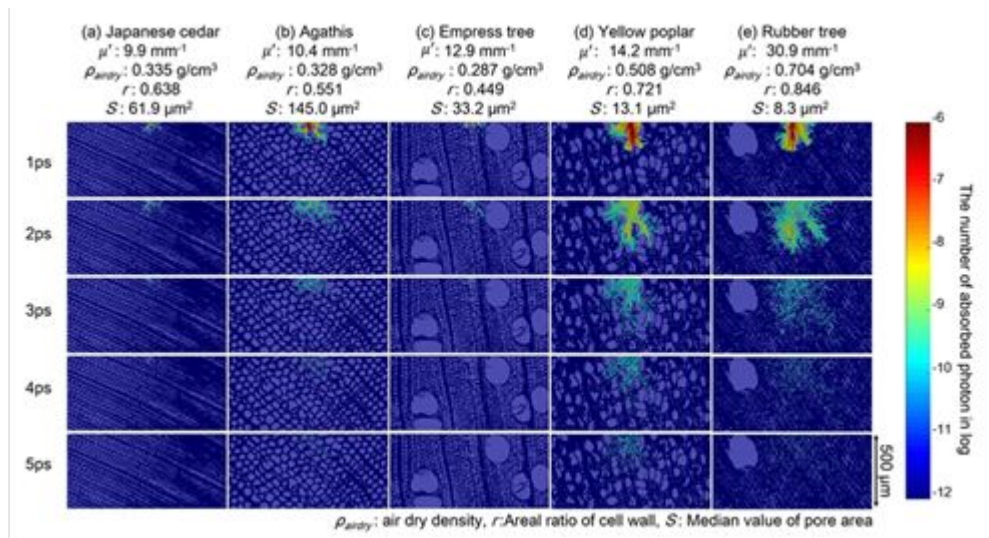 (a) Japanese cedar (b) Agathis (c) Empress tree (d) Yellow poplar (e) Rubber tree
μ': 9.9 mm⁻¹ μ': 10.4 mm⁻¹ μ': 12.9 mm⁻¹ μ': 14.2 mm⁻¹ μ': 30.9 mm⁻¹
ρairdry : 0.335 g/cm³ ρairdry : 0.328 g/cm³ ρairdry : 0.287 g/cm³ ρairdry : 0.508 g/cm³ ρairdry : 0.704 g/cm³
r: 0.638 r: 0.551 r: 0.449 r: 0.721 r: 0.846
S: 61.9 μm² S: 145.0 μm² S: 33.2 μm² S: 13.1 μm² S: 8.3 μm²
1ps
2ps
3ps
4ps
5ps
500 μm
-6
-7
-8
-9
-10
-11
-12
The number of absorbed photon in log
ρairdry: air dry density, r:Areal ratio of cell wall, S: Median value of pore area